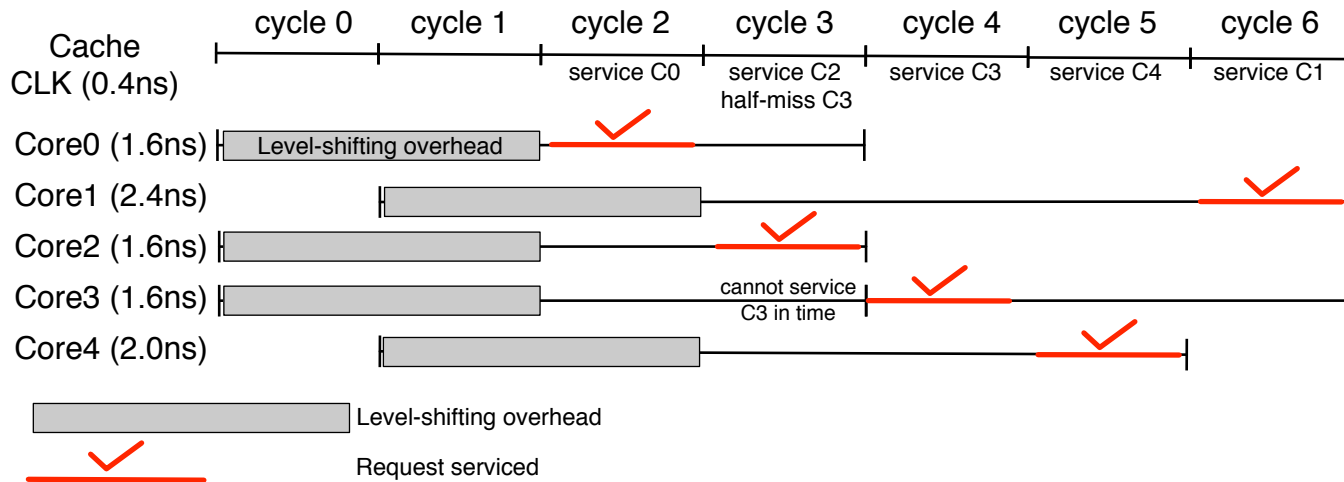 cycle 0 cycle 1 cycle 2 cycle 3 cycle 4 cycle 5 cycle 6
Cache
CLK (0.4ns)
service C0 service C2 service C3 service C4 service C1
half-miss C3
Core0 (1.6ns) Level-shifting overhead
Core1 (2.4ns)
Core2 (1.6ns)
Core3 (1.6ns) cannot service
C3 in time
Core4 (2.0ns)
Level-shifting overhead
Request serviced